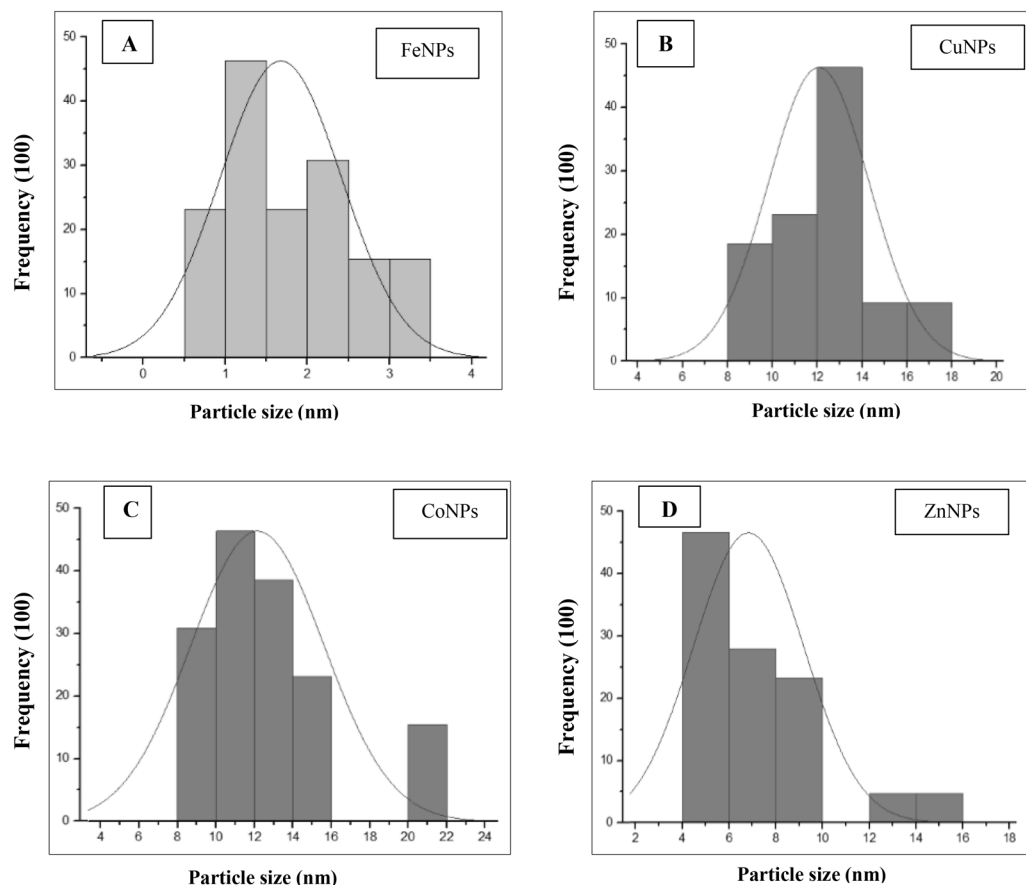 A
FeNPs
50
40
30
20
10
0
Frequency (100)
0 1 2 3 4
Particle size (nm)
B
CuNPs
50
40
30
20
10
0
Frequency (100)
4 6 8 10 12 14 16 18 20
Particle size (nm)
C
CoNPs
50
40
30
20
10
0
Frequency (100)
4 6 8 10 12 14 16 18 20 22 24
Particle size (nm)
D
ZnNPs
50
40
30
20
10
0
Frequency (100)
2 4 6 8 10 12 14 16 18
Particle size (nm)